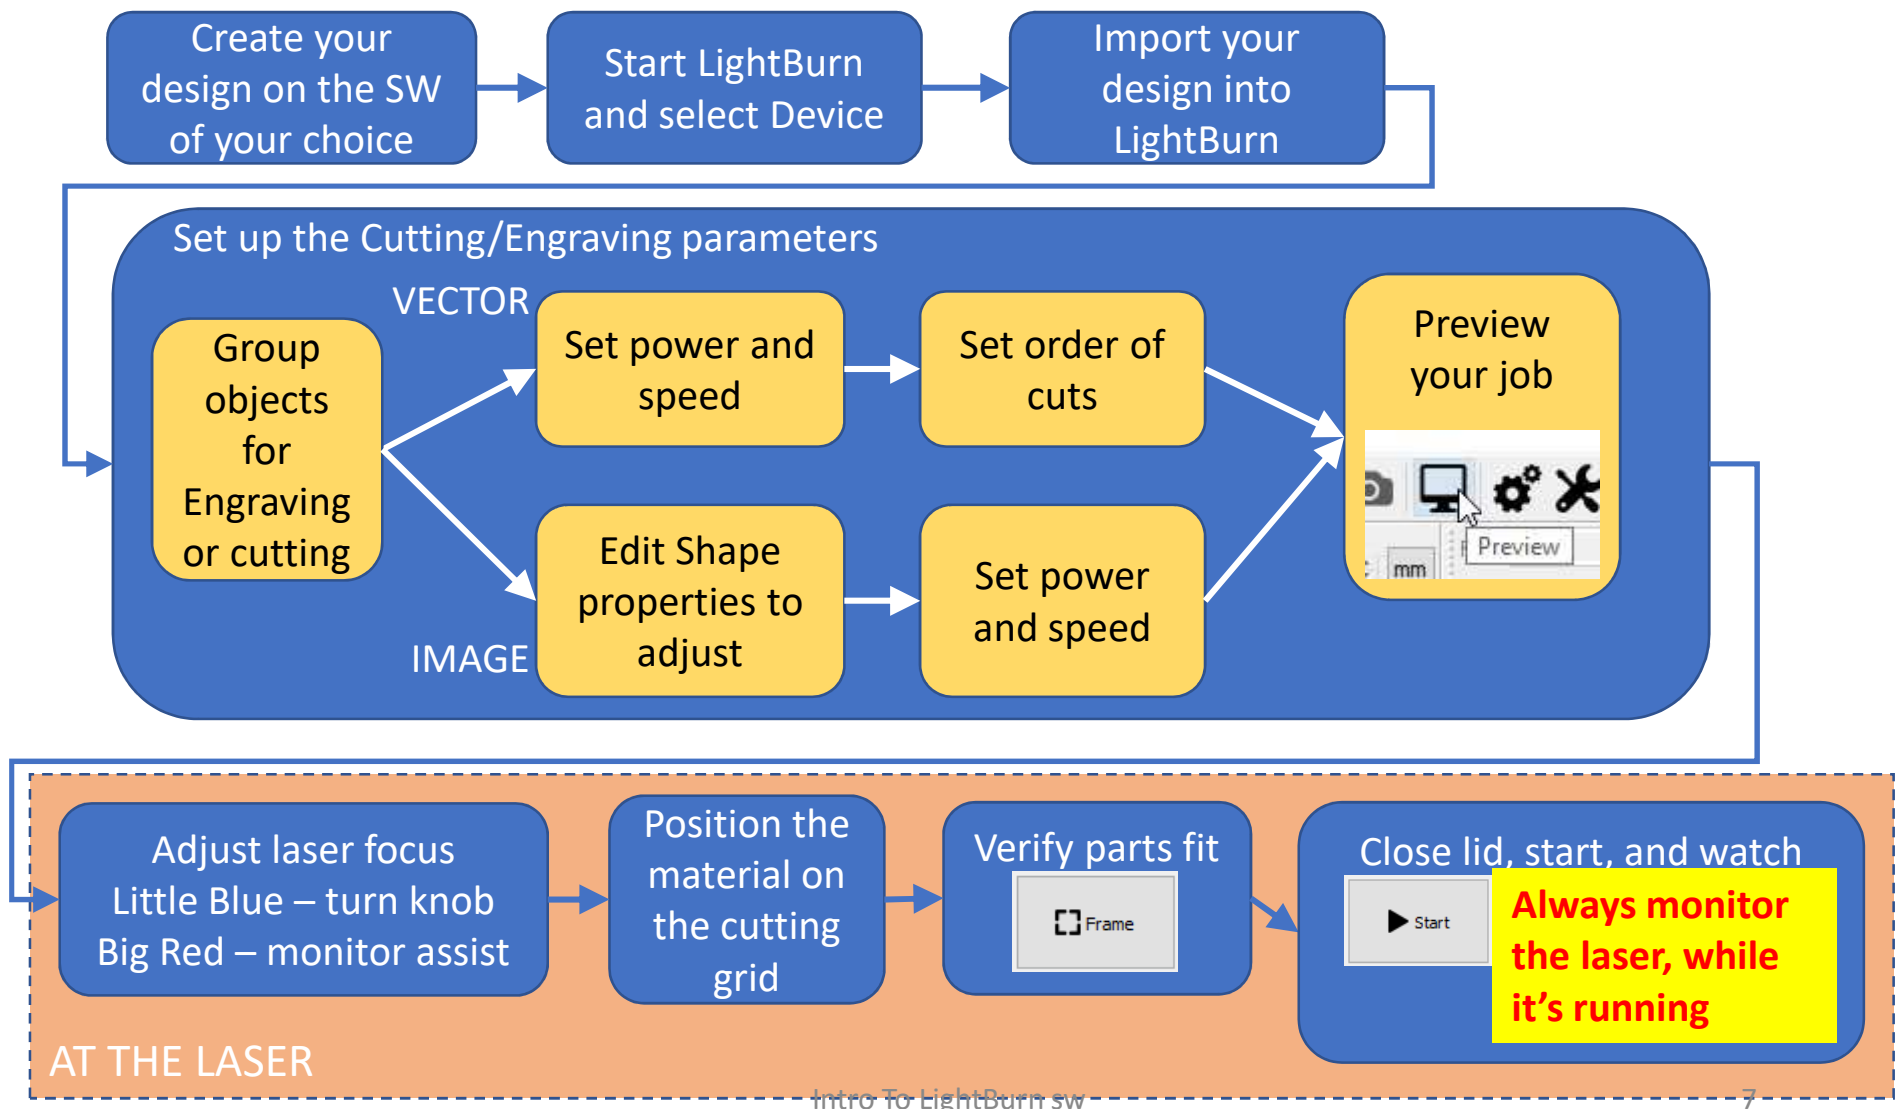 Create your
design on the SW
of your choice
Start LightBurn
and select Device
Import your
design into
LightBurn
Set up the Cutting/Engraving parameters
VECTOR
Group
objects
for
Engraving
or cutting
Set power and
speed
Set order of
cuts
Preview
your job
Preview
mm
IMAGE
Edit Shape
properties to
adjust
Set power
and speed
Adjust laser focus
Little Blue – turn knob
Big Red – monitor assist
Position the
material on
the cutting
grid
Verify parts fit
Frame
Close lid, start, and watch
Start
Always monitor
the laser, while
it's running
AT THE LASER
Intro To LightBurn sw
7